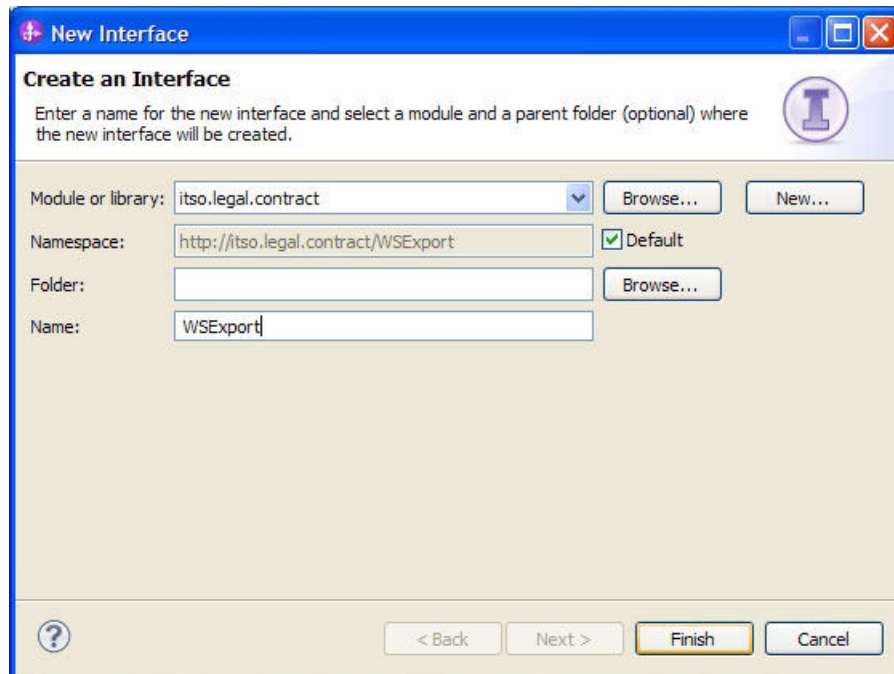 New Interface
Create an Interface
Enter a name for the new interface and select a module and a parent folder (optional) where
the new interface will be created.
I
Module or library: itso.legal.contract Browse... New...
Namespace: http://itso.legal.contract/WSExport Default
Folder: Browse...
Name: WSExport
? < Back Next > Finish Cancel